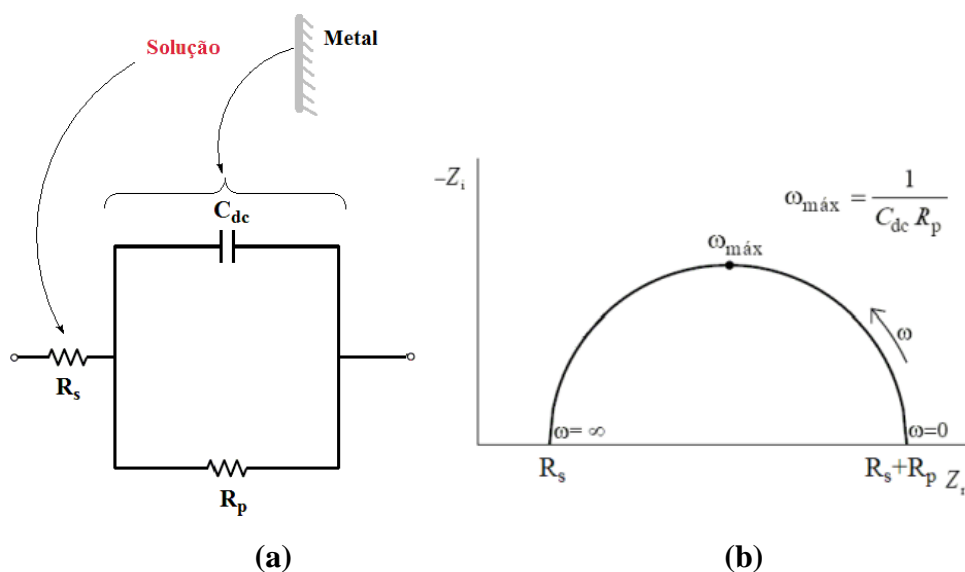 Solução
Metal
C_dc
R_s
R_p
(a)
–Z_i
ω_máx = 1 / (C_dc R_p)
ω_máx
ω
ω= ∞
ω=0
R_s
R_s+R_p Z_r
(b)